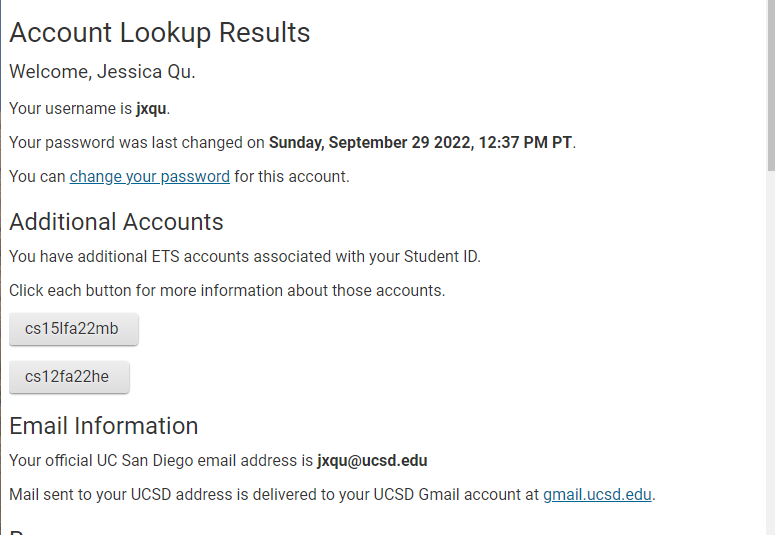 Account Lookup Results
Welcome, Jessica Qu.
Your username is jxqu.
Your password was last changed on Sunday, September 29 2022, 12:37 PM PT.
You can change your password for this account.
Additional Accounts
You have additional ETS accounts associated with your Student ID.
Click each button for more information about those accounts.
cs15lfa22mb
cs12fa22he
Email Information
Your official UC San Diego email address is jxqu@ucsd.edu
Mail sent to your UCSD address is delivered to your UCSD Gmail account at gmail.ucsd.edu.